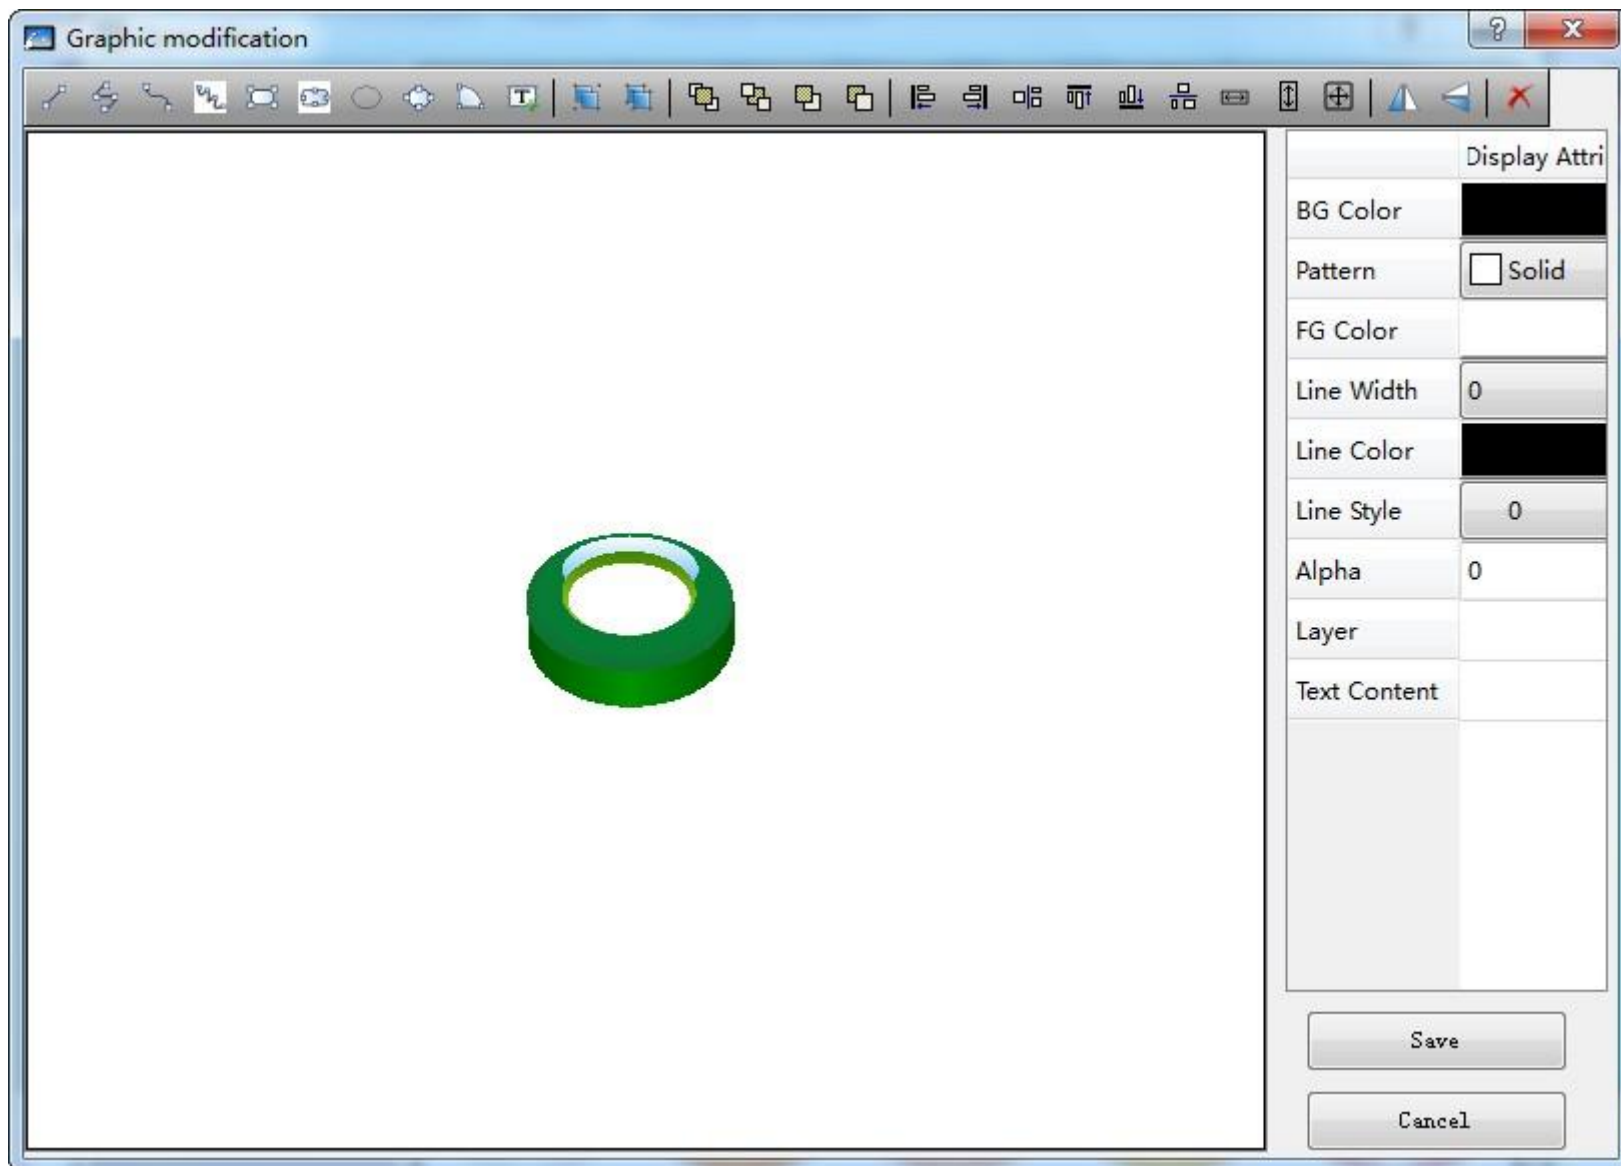 Graphic modification
?
T
Display Attri
BG Color
Pattern Solid
FG Color
Line Width 0
Line Color
Line Style 0
Alpha 0
Layer
Text Content
Save
Cancel